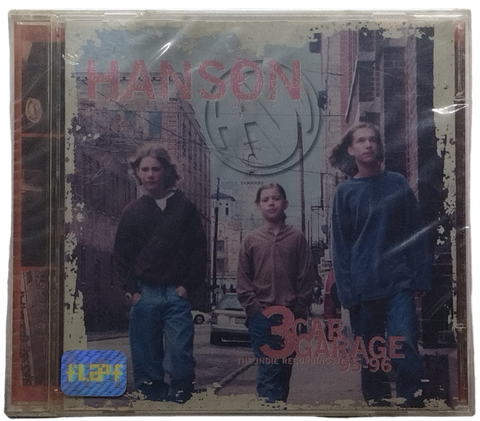 HANSON
3 CAR
GARAGE
THE INDIE RECORDINGS
'95-'96